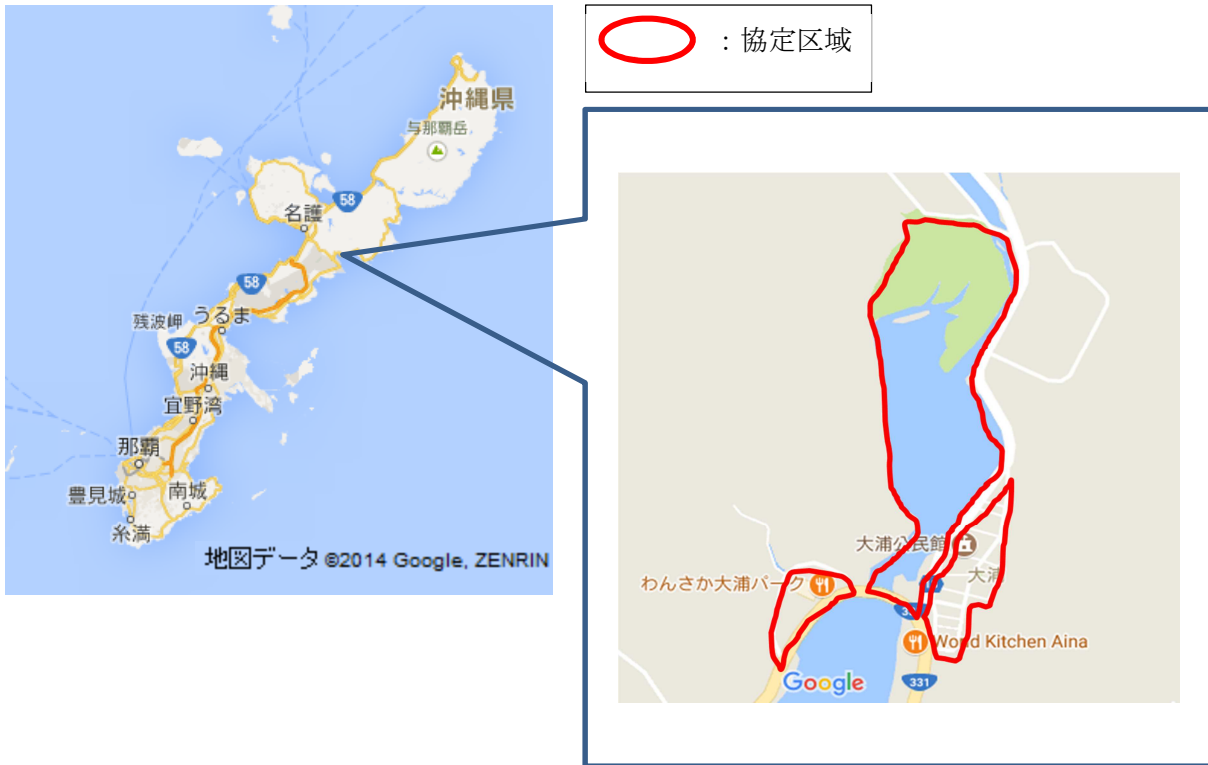 ：協定区域
沖縄県
与那覇岳
58
名護
58
残波岬
うるま
58
沖縄
宜野湾
那覇
豊見城
南城
糸満
地図データ ©2014 Google, ZENRIN
大浦公民館
大浦
わんさか大浦パーク
World Kitchen Aina
Google
331